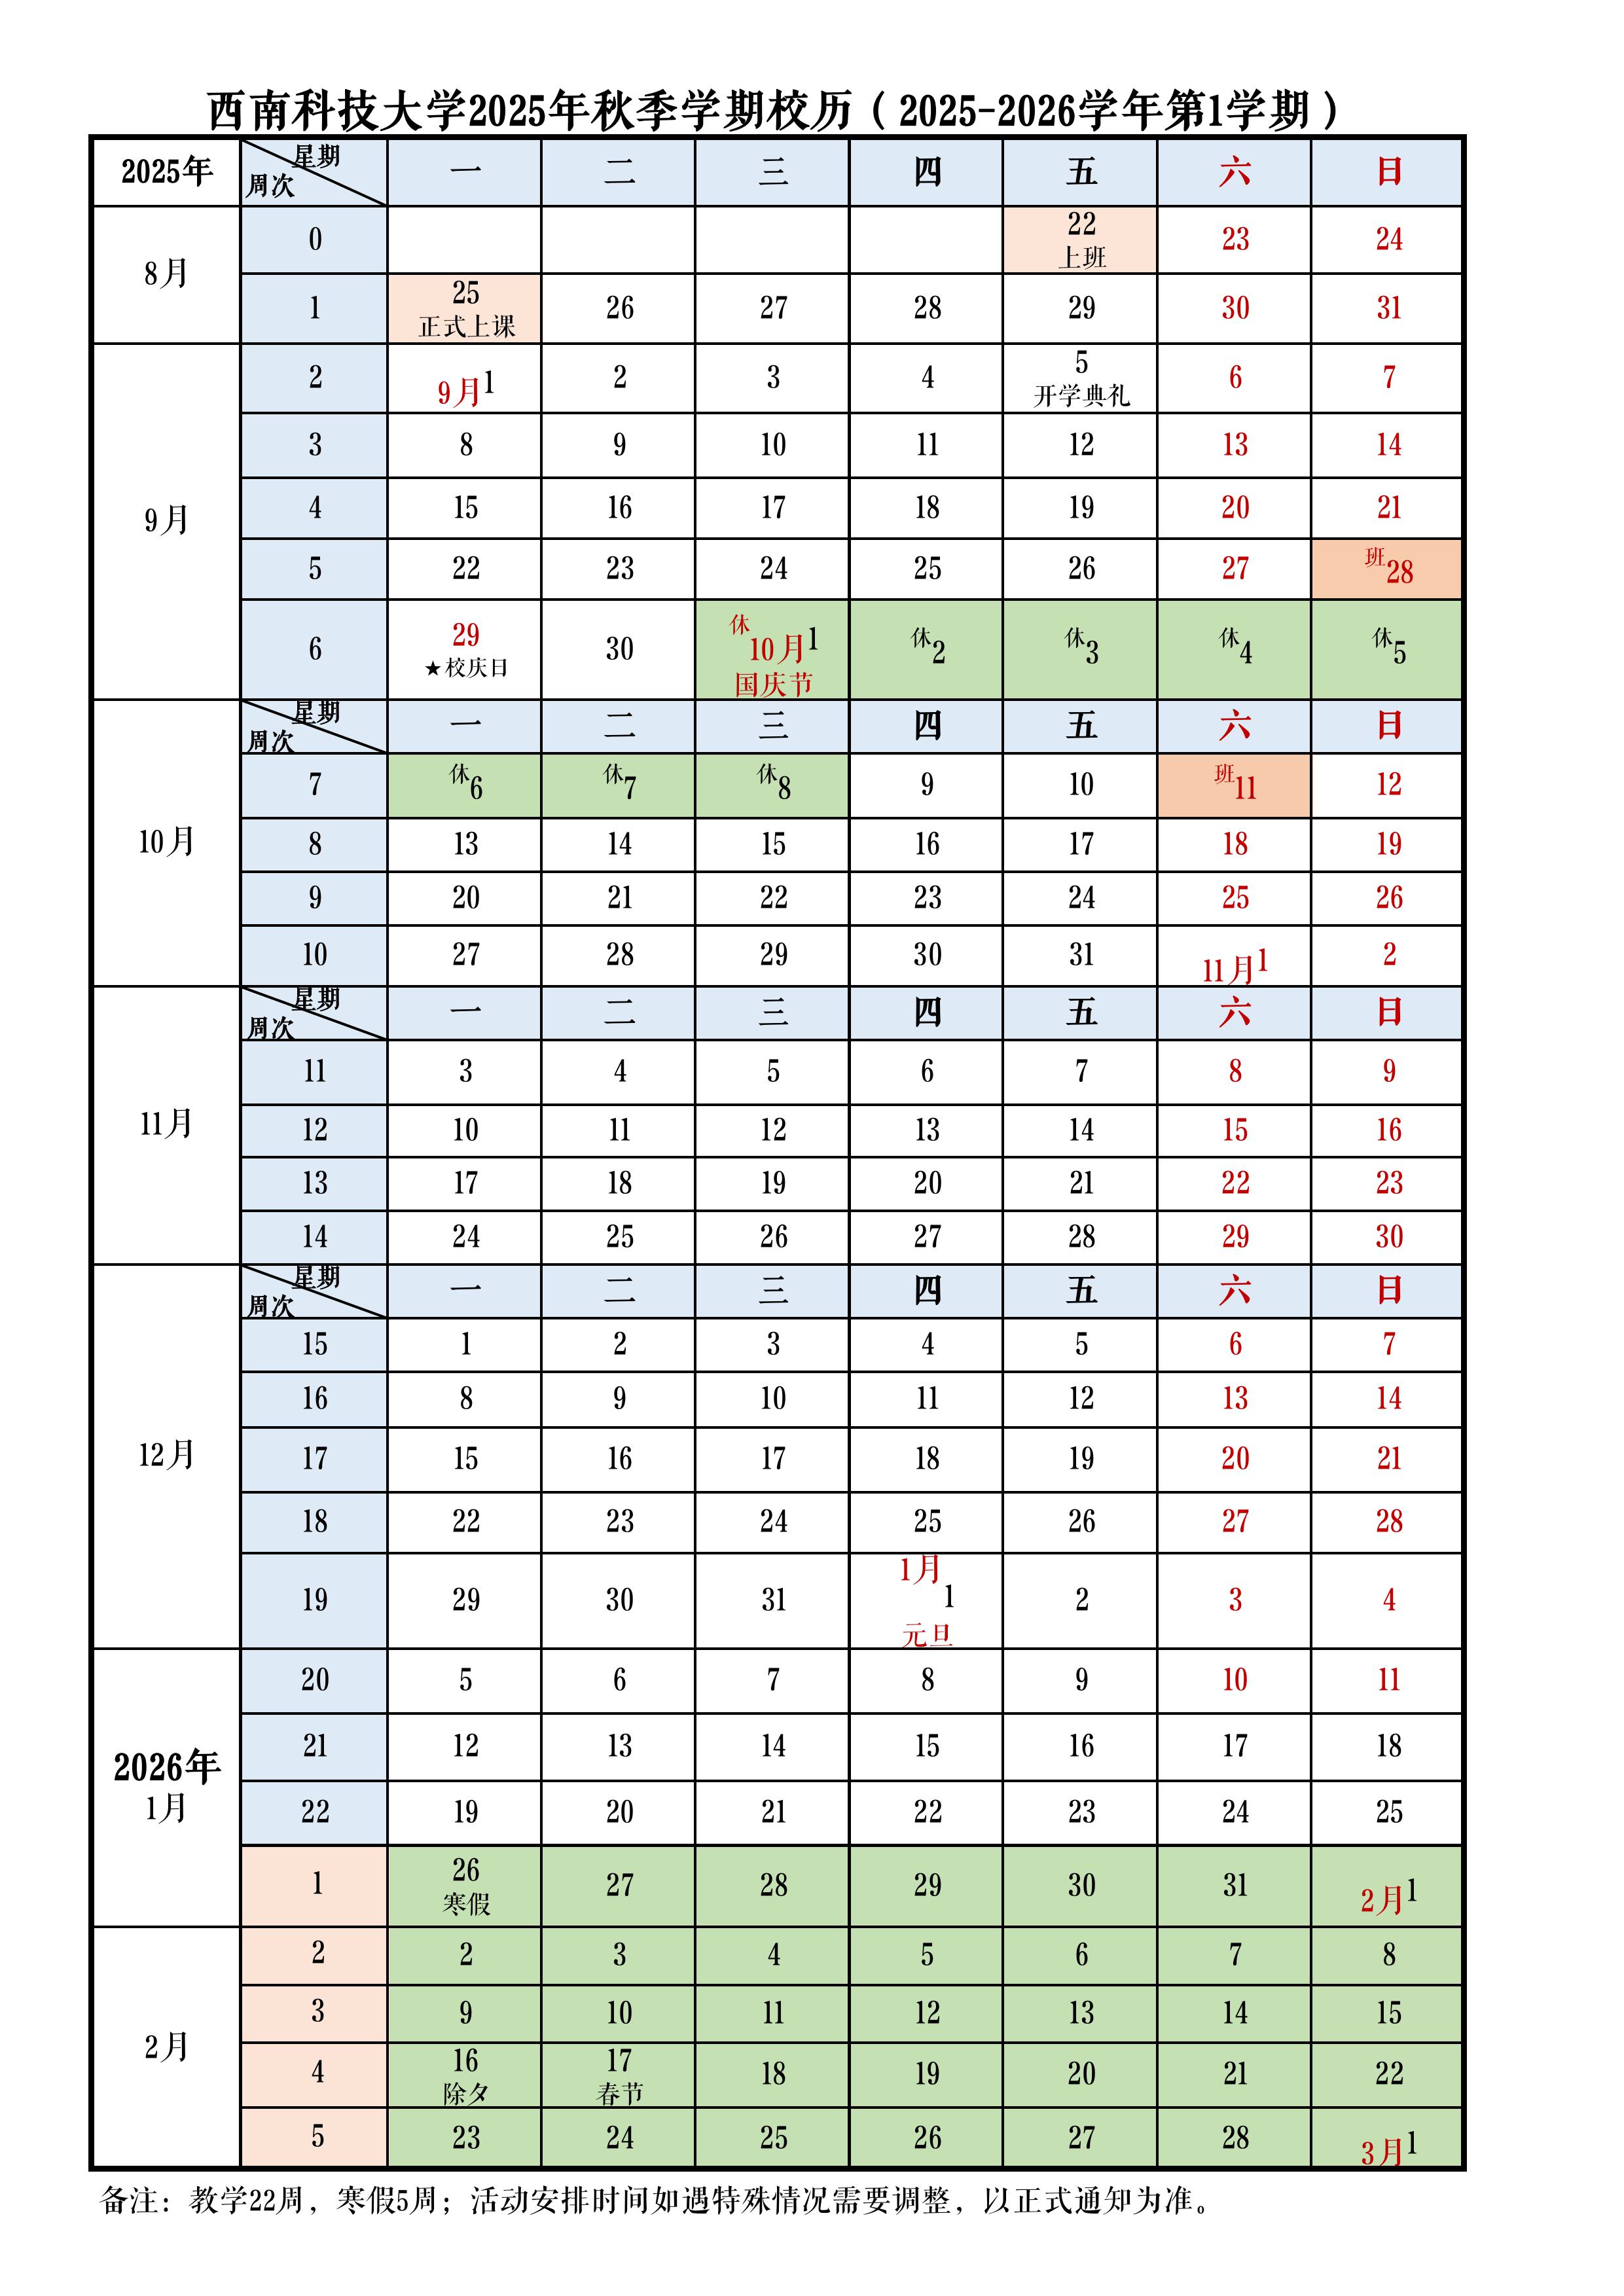 西南科技大学2025年秋季学期校历（2025-2026学年第1学期）
2025年 星期 周次 一 二 三 四 五 六 日
8月
0 22 上班 23 24
1 25 正式上课 26 27 28 29 30 31
9月
2 9月1 2 3 4 5 开学典礼 6 7
3 8 9 10 11 12 13 14
4 15 16 17 18 19 20 21
5 22 23 24 25 26 27 班28
6 29 ★校庆日 30 休10月1 国庆节 休2 休3 休4 休5
10月
星期 周次 一 二 三 四 五 六 日
7 休6 休7 休8 9 10 班11 12
8 13 14 15 16 17 18 19
9 20 21 22 23 24 25 26
10 27 28 29 30 31 11月1 2
11月
星期 周次 一 二 三 四 五 六 日
11 3 4 5 6 7 8 9
12 10 11 12 13 14 15 16
13 17 18 19 20 21 22 23
14 24 25 26 27 28 29 30
12月
星期 周次 一 二 三 四 五 六 日
15 1 2 3 4 5 6 7
16 8 9 10 11 12 13 14
17 15 16 17 18 19 20 21
18 22 23 24 25 26 27 28
19 29 30 31 1月1 元旦 2 3 4
2026年
1月
20 5 6 7 8 9 10 11
21 12 13 14 15 16 17 18
22 19 20 21 22 23 24 25
1 26 寒假 27 28 29 30 31 2月1
2月
2 2 3 4 5 6 7 8
3 9 10 11 12 13 14 15
4 16 除夕 17 春节 18 19 20 21 22
5 23 24 25 26 27 28 3月1
备注：教学22周，寒假5周；活动安排时间如遇特殊情况需要调整，以正式通知为准。